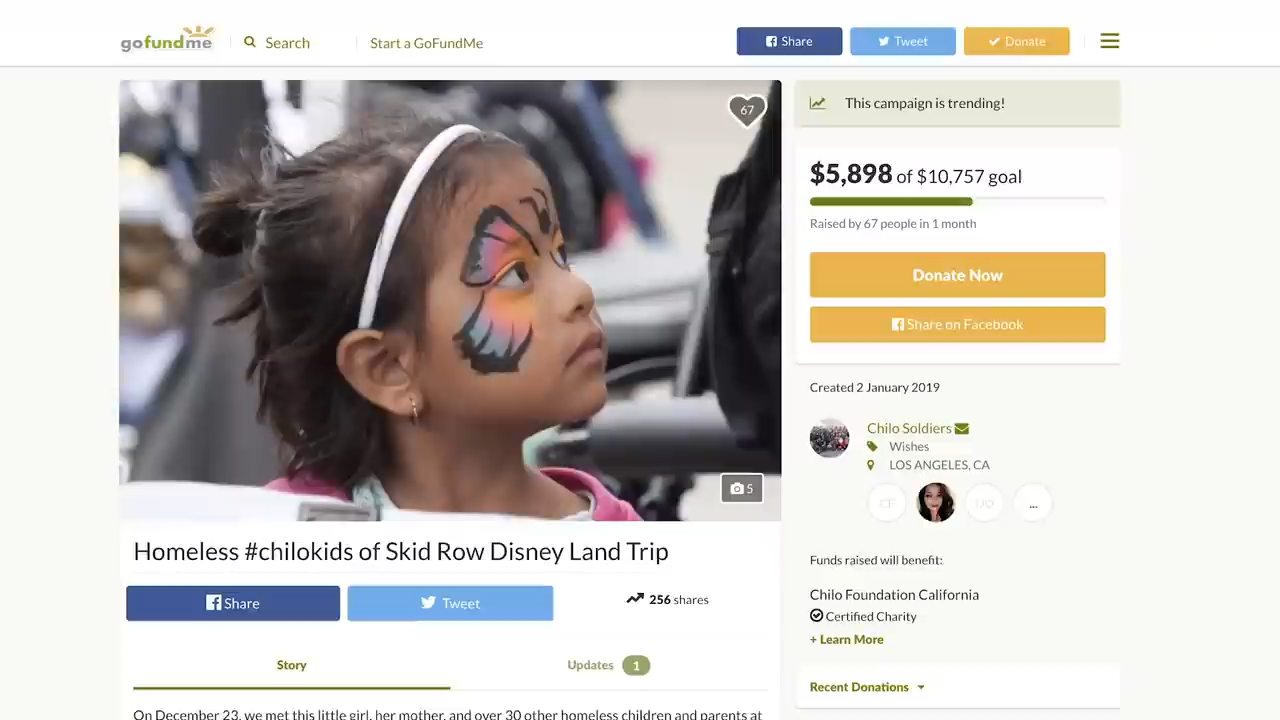 gofundme
Search
Start a GoFundMe
Share
Tweet
Donate
67
5
Homeless #chilokids of Skid Row Disney Land Trip
Share
Tweet
256 shares
Story
Updates 1
On December 23, we met this little girl, her mother, and over 30 other homeless children and parents at
This campaign is trending!
$5,898 of $10,757 goal
Raised by 67 people in 1 month
Donate Now
Share on Facebook
Created 2 January 2019
Chilo Soldiers
Wishes
LOS ANGELES, CA
CF
...
Funds raised will benefit:
Chilo Foundation California
Certified Charity
+ Learn More
Recent Donations